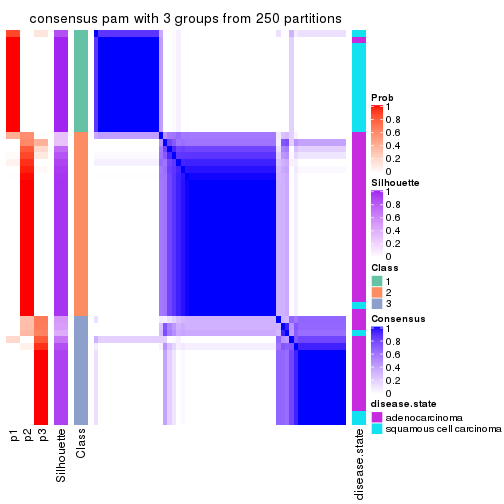 consensus pam with 3 groups from 250 partitions
Prob
1
0.8
0.6
0.4
0.2
0
Silhouette
1
0.8
0.6
0.4
0.2
0
Class
1
2
3
Consensus
1
0.8
0.6
0.4
0.2
0
disease.state
adenocarcinoma
squamous cell carcinoma
p1
p2
p3
Silhouette
Class
disease.state